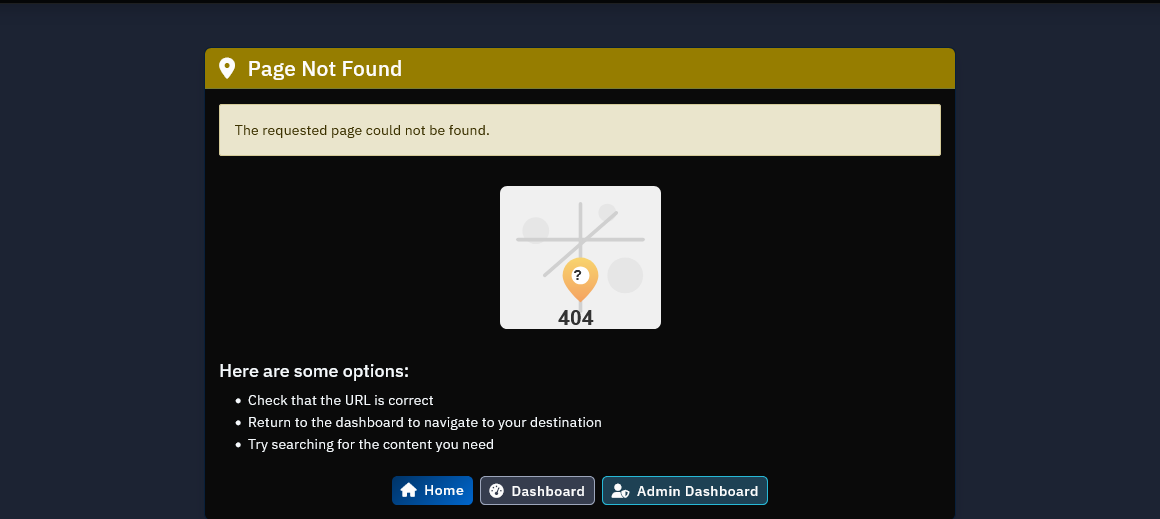 Page Not Found
The requested page could not be found.
?
404
Here are some options:
• Check that the URL is correct
• Return to the dashboard to navigate to your destination
• Try searching for the content you need
Home Dashboard Admin Dashboard